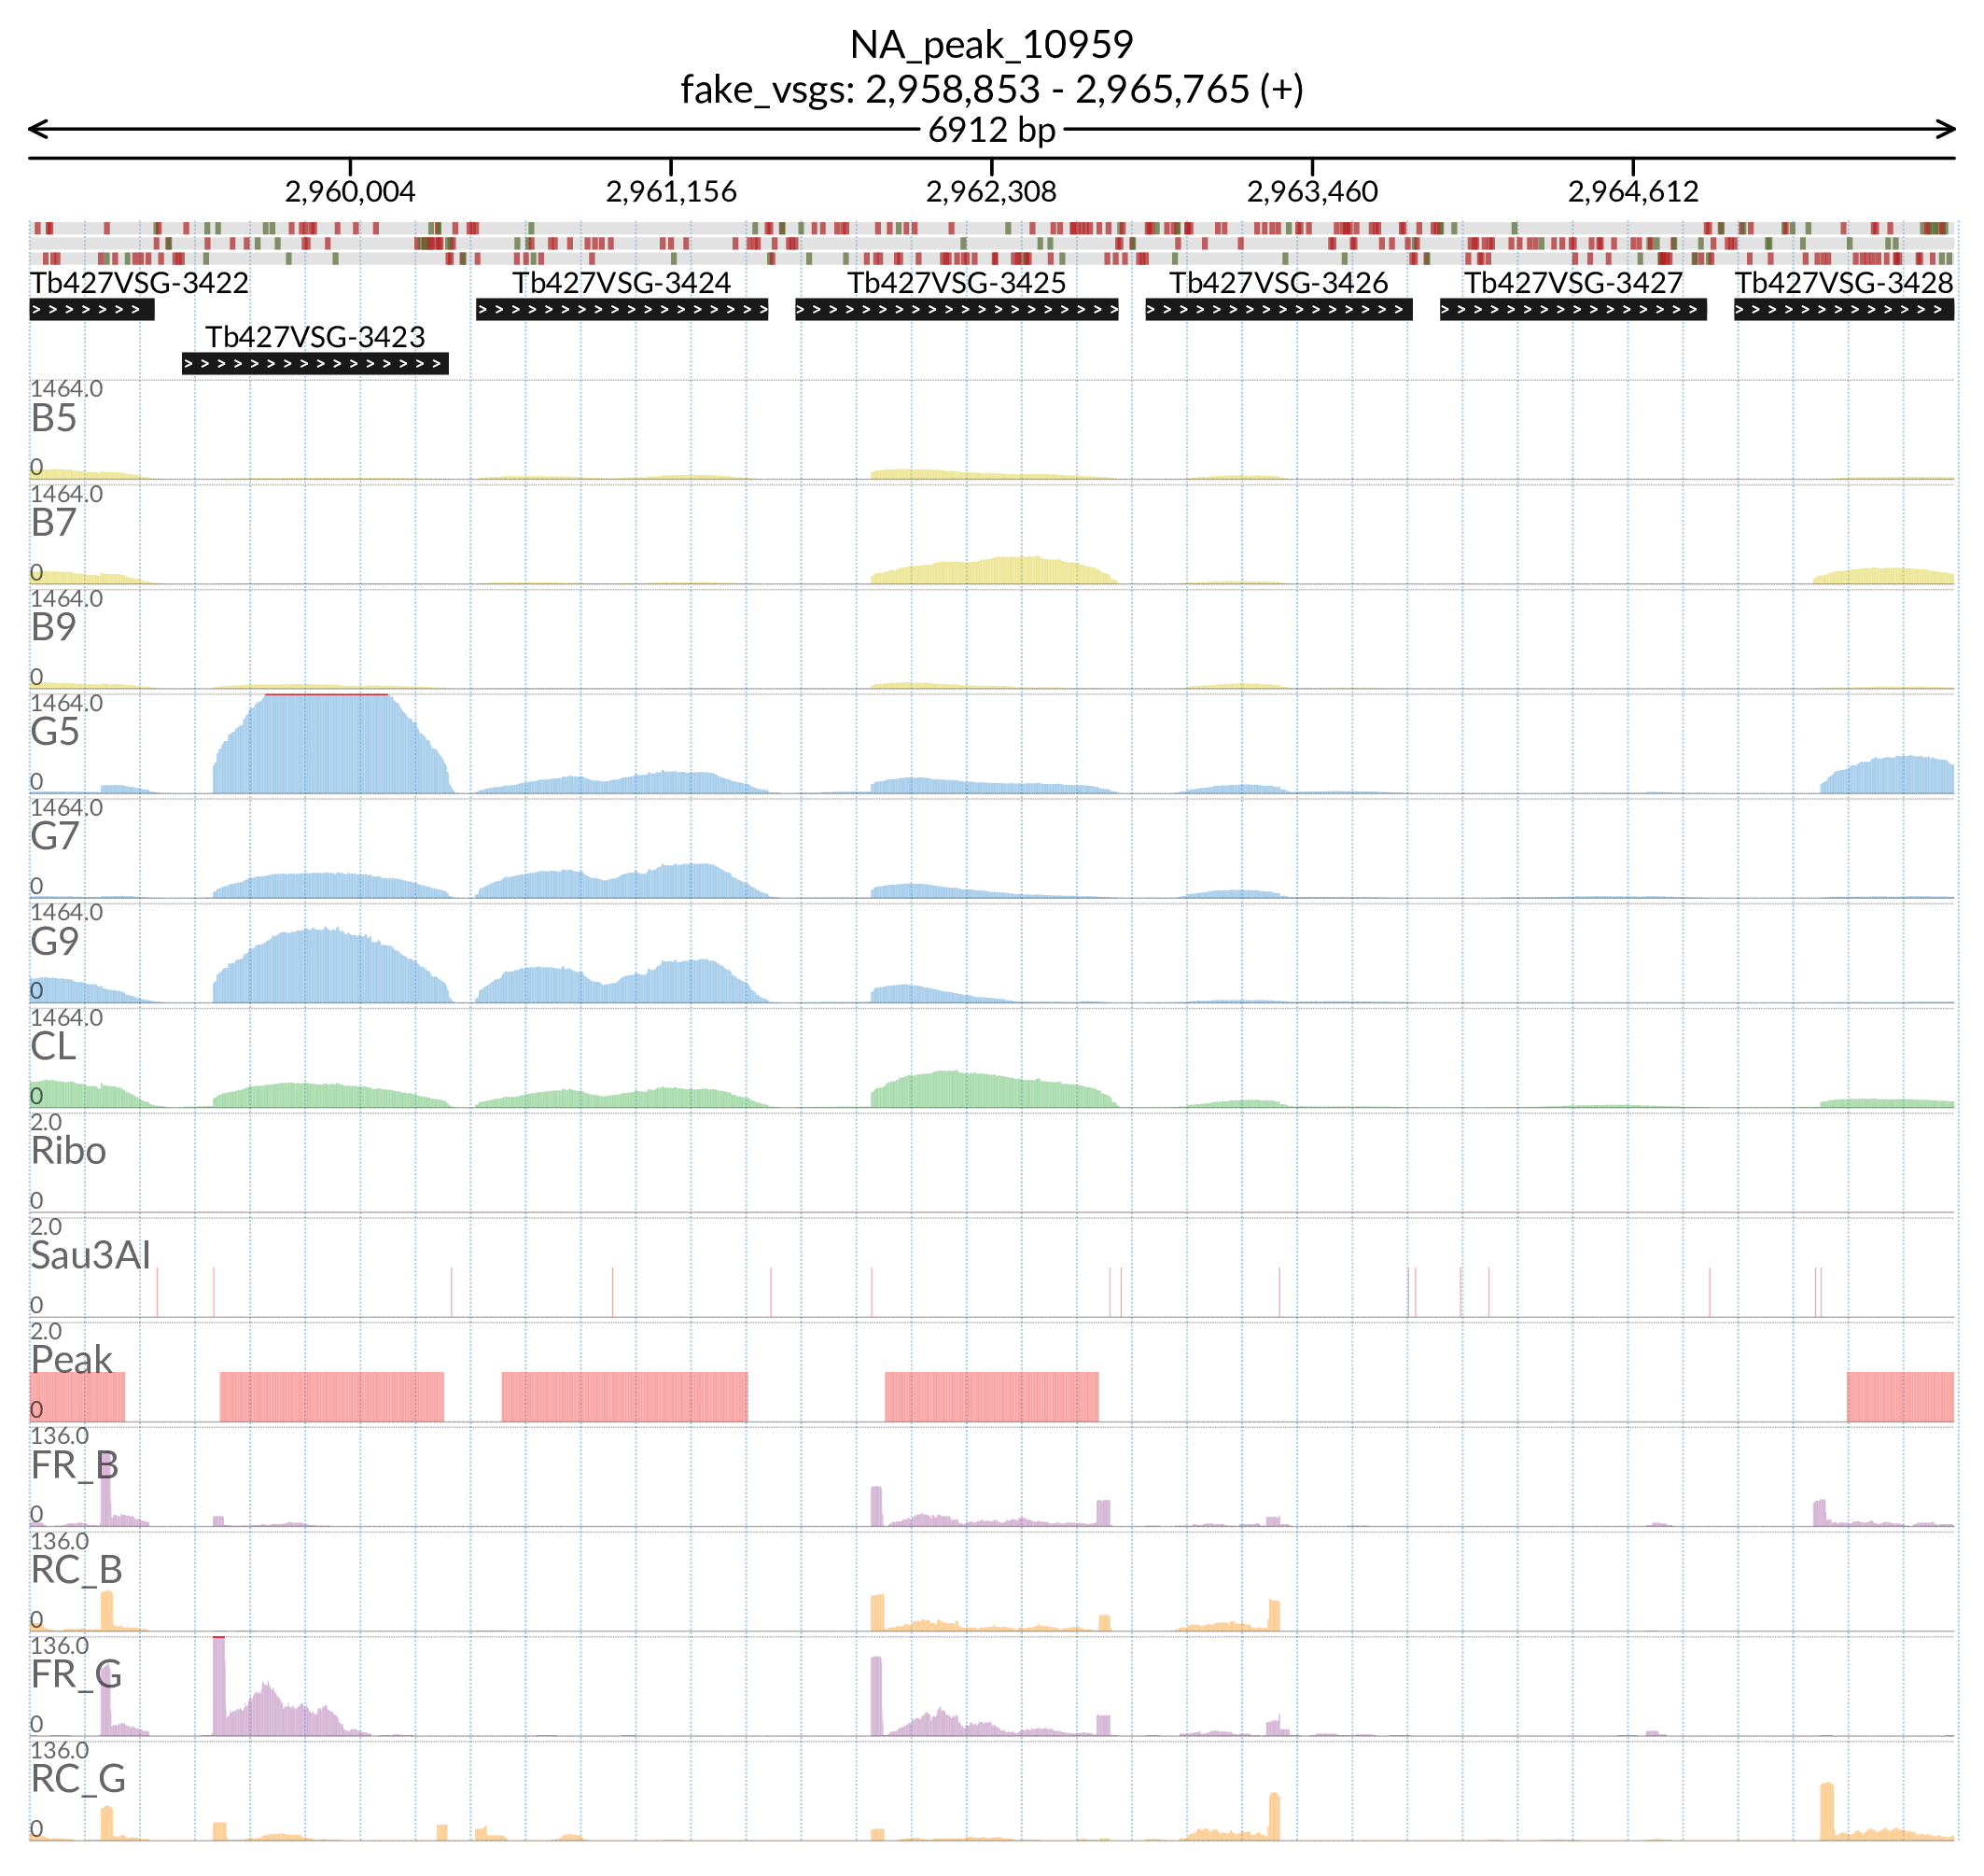 NA_peak_10959
fake_vsgs: 2,958,853 - 2,965,765 (+)
6912 bp
2,960,004 2,961,156 2,962,308 2,963,460 2,964,612
Tb427VSG-3422 Tb427VSG-3424 Tb427VSG-3425 Tb427VSG-3426 Tb427VSG-3427 Tb427VSG-3428
Tb427VSG-3423
1464.0
B5
0
1464.0
B7
0
1464.0
B9
0
1464.0
G5
0
1464.0
G7
0
1464.0
G9
0
1464.0
CL
0
2.0
Ribo
0
2.0
Sau3AI
0
2.0
Peak
0
136.0
FR_B
0
136.0
RC_B
0
136.0
FR_G
0
136.0
RC_G
0